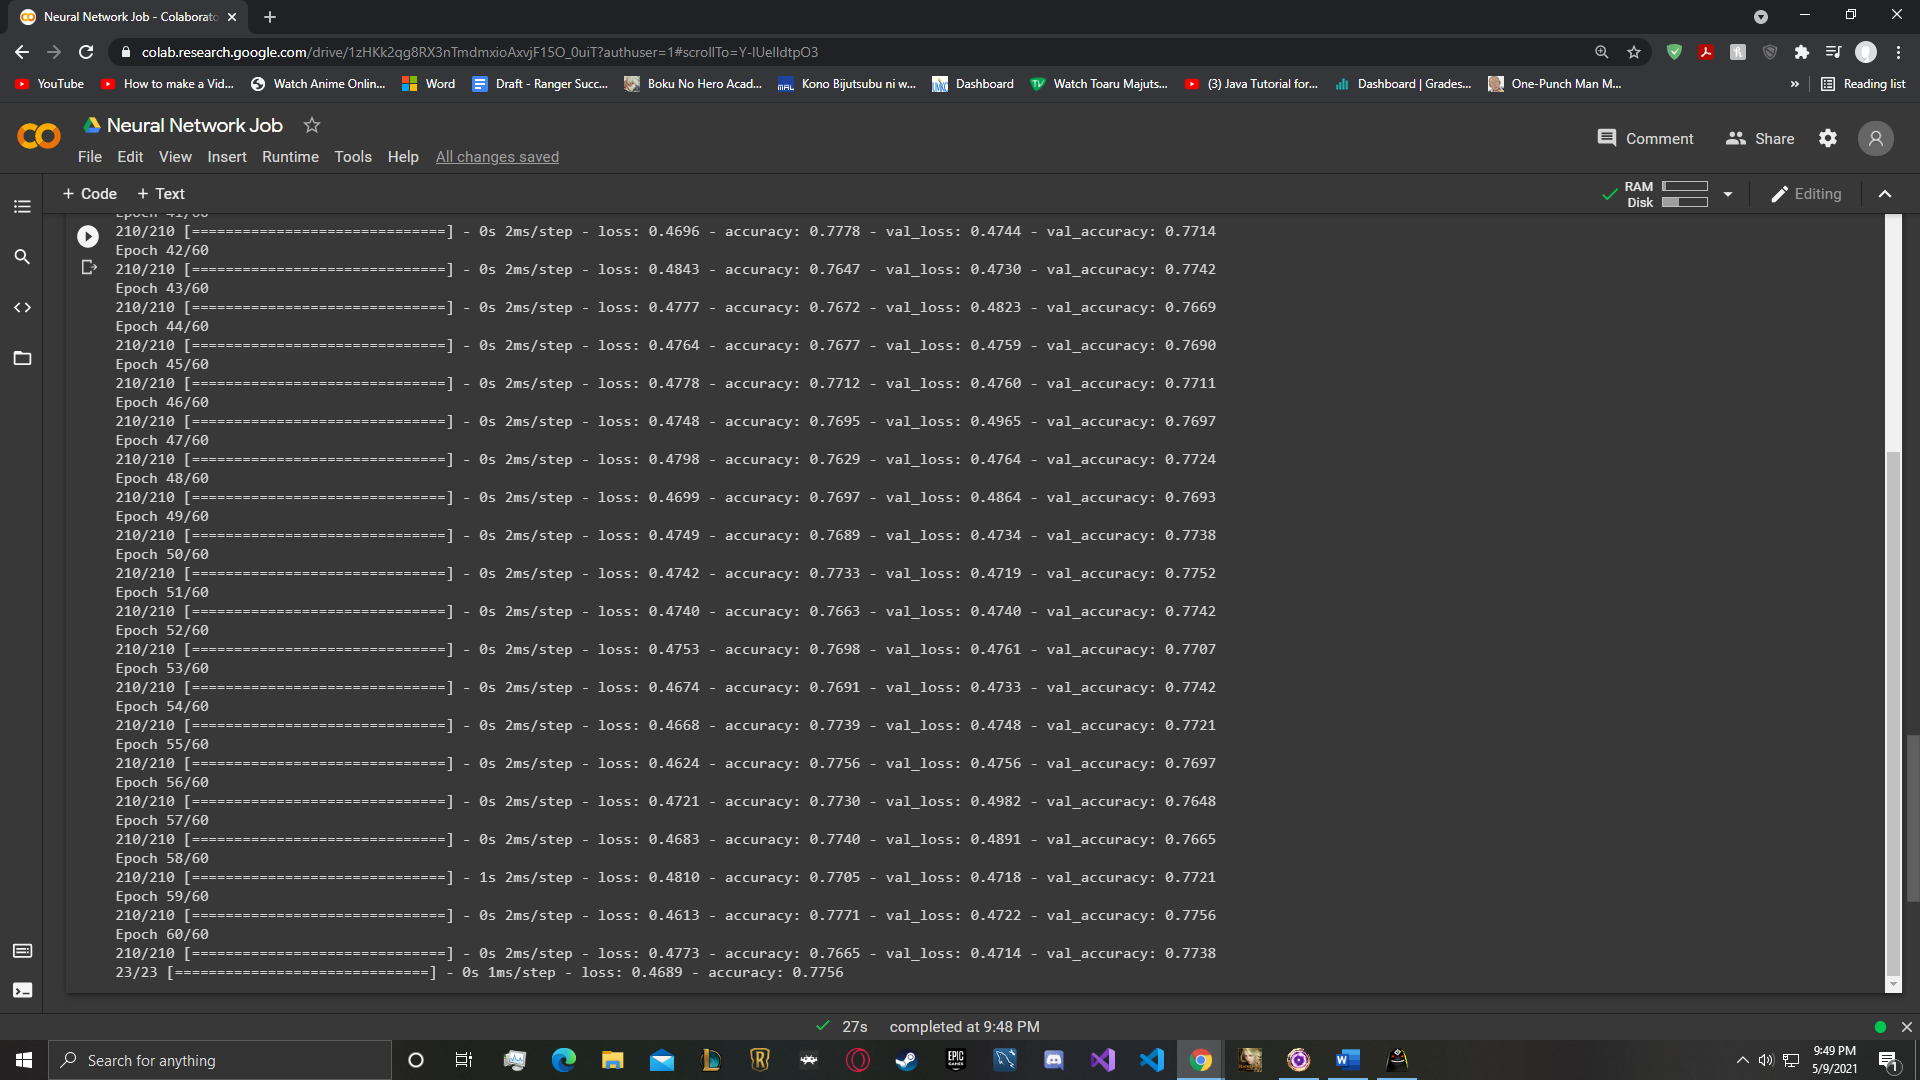 Neural Network Job - Colaborato
colab.research.google.com/drive/1zHKk2qg8RX3nTmdmxioAxvjF15O_0uiT?authuser=1#scrollTo=Y-IUelIdtpO3
YouTube How to make a Vid... Watch Anime Onlin... Word Draft - Ranger Succ... Boku No Hero Acad... Kono Bijutsubu ni w... Dashboard Watch Toaru Majuts... (3) Java Tutorial for... Dashboard | Grades... One-Punch Man M... » Reading list
Neural Network Job
Comment Share
File Edit View Insert Runtime Tools Help All changes saved
+ Code + Text RAM Disk Editing
Epoch 41/60
210/210 [==============================] - 0s 2ms/step - loss: 0.4696 - accuracy: 0.7778 - val_loss: 0.4744 - val_accuracy: 0.7714
Epoch 42/60
210/210 [==============================] - 0s 2ms/step - loss: 0.4843 - accuracy: 0.7647 - val_loss: 0.4730 - val_accuracy: 0.7742
Epoch 43/60
210/210 [==============================] - 0s 2ms/step - loss: 0.4777 - accuracy: 0.7672 - val_loss: 0.4823 - val_accuracy: 0.7669
Epoch 44/60
210/210 [==============================] - 0s 2ms/step - loss: 0.4764 - accuracy: 0.7677 - val_loss: 0.4759 - val_accuracy: 0.7690
Epoch 45/60
210/210 [==============================] - 0s 2ms/step - loss: 0.4778 - accuracy: 0.7712 - val_loss: 0.4760 - val_accuracy: 0.7711
Epoch 46/60
210/210 [==============================] - 0s 2ms/step - loss: 0.4748 - accuracy: 0.7695 - val_loss: 0.4965 - val_accuracy: 0.7697
Epoch 47/60
210/210 [==============================] - 0s 2ms/step - loss: 0.4798 - accuracy: 0.7629 - val_loss: 0.4764 - val_accuracy: 0.7724
Epoch 48/60
210/210 [==============================] - 0s 2ms/step - loss: 0.4699 - accuracy: 0.7697 - val_loss: 0.4864 - val_accuracy: 0.7693
Epoch 49/60
210/210 [==============================] - 0s 2ms/step - loss: 0.4749 - accuracy: 0.7689 - val_loss: 0.4734 - val_accuracy: 0.7738
Epoch 50/60
210/210 [==============================] - 0s 2ms/step - loss: 0.4742 - accuracy: 0.7733 - val_loss: 0.4719 - val_accuracy: 0.7752
Epoch 51/60
210/210 [==============================] - 0s 2ms/step - loss: 0.4740 - accuracy: 0.7663 - val_loss: 0.4740 - val_accuracy: 0.7742
Epoch 52/60
210/210 [==============================] - 0s 2ms/step - loss: 0.4753 - accuracy: 0.7698 - val_loss: 0.4761 - val_accuracy: 0.7707
Epoch 53/60
210/210 [==============================] - 0s 2ms/step - loss: 0.4674 - accuracy: 0.7691 - val_loss: 0.4733 - val_accuracy: 0.7742
Epoch 54/60
210/210 [==============================] - 0s 2ms/step - loss: 0.4668 - accuracy: 0.7739 - val_loss: 0.4748 - val_accuracy: 0.7721
Epoch 55/60
210/210 [==============================] - 0s 2ms/step - loss: 0.4624 - accuracy: 0.7756 - val_loss: 0.4756 - val_accuracy: 0.7697
Epoch 56/60
210/210 [==============================] - 0s 2ms/step - loss: 0.4721 - accuracy: 0.7730 - val_loss: 0.4982 - val_accuracy: 0.7648
Epoch 57/60
210/210 [==============================] - 0s 2ms/step - loss: 0.4683 - accuracy: 0.7740 - val_loss: 0.4891 - val_accuracy: 0.7665
Epoch 58/60
210/210 [==============================] - 1s 2ms/step - loss: 0.4810 - accuracy: 0.7705 - val_loss: 0.4718 - val_accuracy: 0.7721
Epoch 59/60
210/210 [==============================] - 0s 2ms/step - loss: 0.4613 - accuracy: 0.7771 - val_loss: 0.4722 - val_accuracy: 0.7756
Epoch 60/60
210/210 [==============================] - 0s 2ms/step - loss: 0.4773 - accuracy: 0.7665 - val_loss: 0.4714 - val_accuracy: 0.7738
23/23 [==============================] - 0s 1ms/step - loss: 0.4689 - accuracy: 0.7756
27s completed at 9:48 PM
Search for anything
EPIC GAMES
9:49 PM
5/9/2021
1